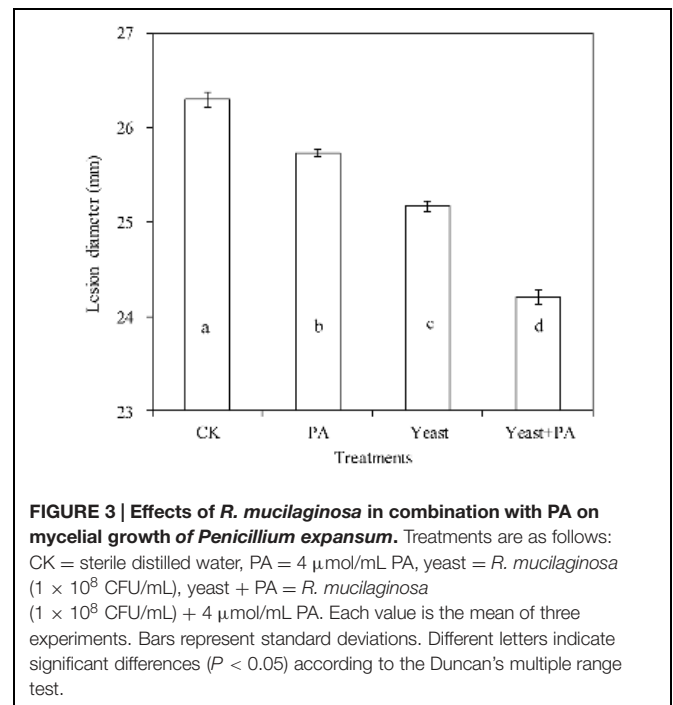 27
26
25
24
23
Lesion diameter (mm)
a
b
c
d
CK
PA
Yeast
Yeast+PA
Treatments
FIGURE 3 | Effects of R. mucilaginosa in combination with PA on
mycelial growth of Penicillium expansum. Treatments are as follows:
CK = sterile distilled water, PA = 4 μmol/mL PA, yeast = R. mucilaginosa
(1 × 10⁸ CFU/mL), yeast + PA = R. mucilaginosa
(1 × 10⁸ CFU/mL) + 4 μmol/mL PA. Each value is the mean of three
experiments. Bars represent standard deviations. Different letters indicate
significant differences (P < 0.05) according to the Duncan's multiple range
test.